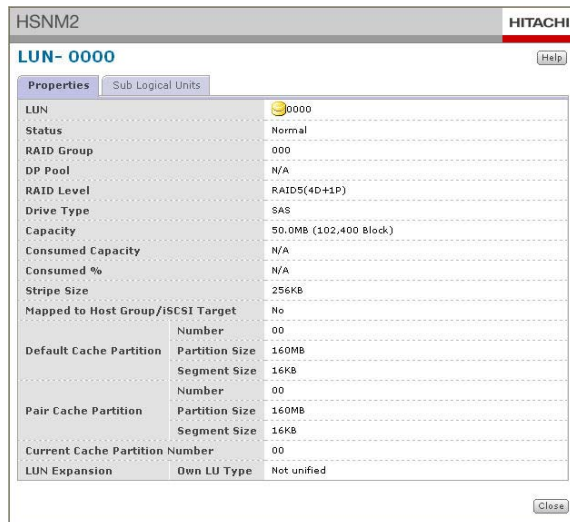 HSNM2
HITACHI
LUN- 0000
Help
Properties
Sub Logical Units
LUN 0000
Status Normal
RAID Group 000
DP Pool N/A
RAID Level RAID5(4D+1P)
Drive Type SAS
Capacity 50.0MB (102,400 Block)
Consumed Capacity N/A
Consumed % N/A
Stripe Size 256KB
Mapped to Host Group/iSCSI Target No
Default Cache Partition
Number 00
Partition Size 160MB
Segment Size 16KB
Pair Cache Partition
Number 00
Partition Size 160MB
Segment Size 16KB
Current Cache Partition Number 00
LUN Expansion Own LU Type Not unified
Close